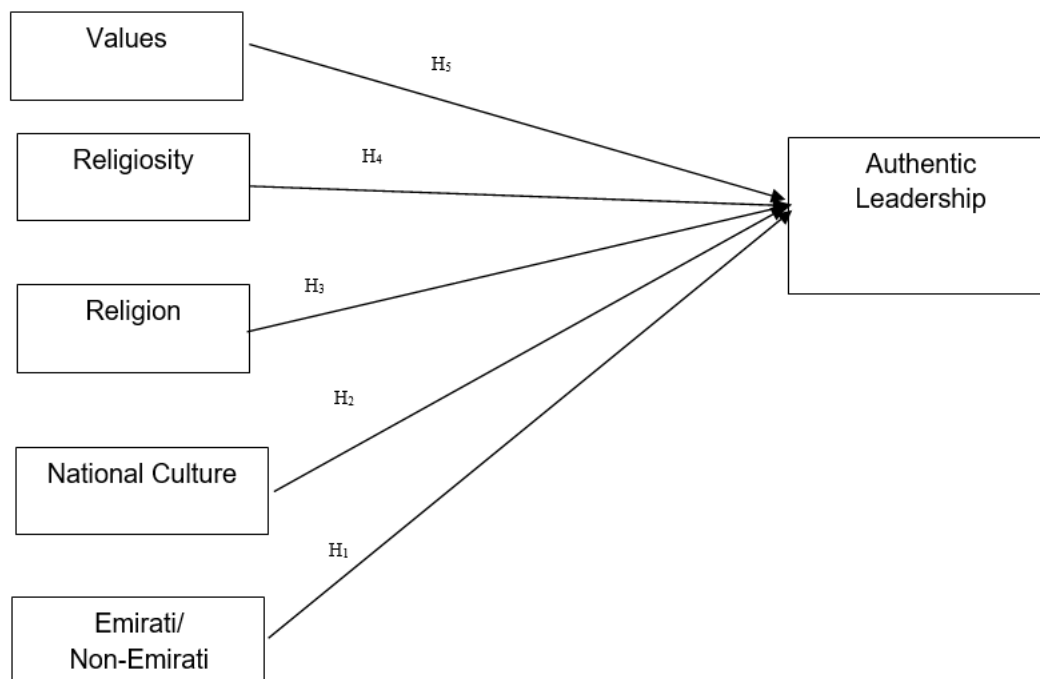 Values
H₅
Religiosity
H₄
Authentic
Leadership
Religion
H₃
National Culture
H₂
Emirati/
Non-Emirati
H₁